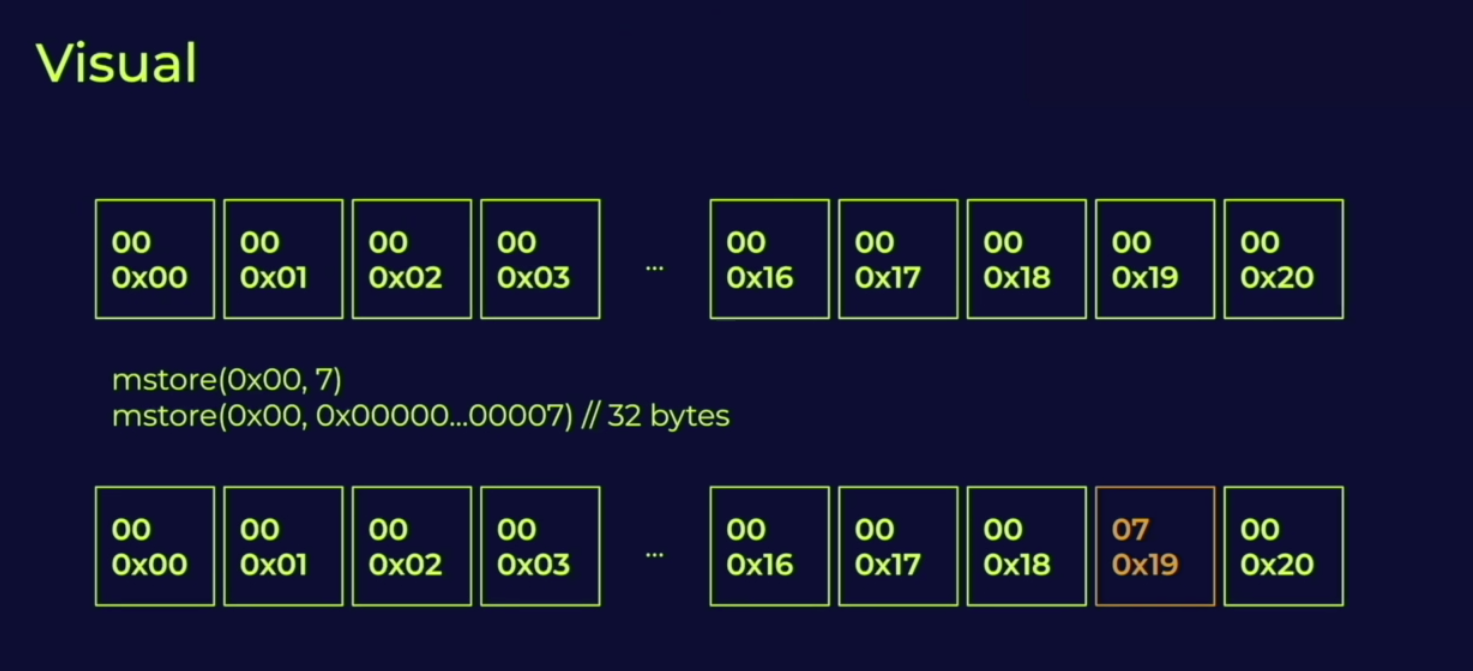 Visual
00 00 00 00 ... 00 00 00 00 00
0x00 0x01 0x02 0x03 0x16 0x17 0x18 0x19 0x20
mstore(0x00, 7)
mstore(0x00, 0x00000...00007) // 32 bytes
00 00 00 00 ... 00 00 00 07 00
0x00 0x01 0x02 0x03 0x16 0x17 0x18 0x19 0x20